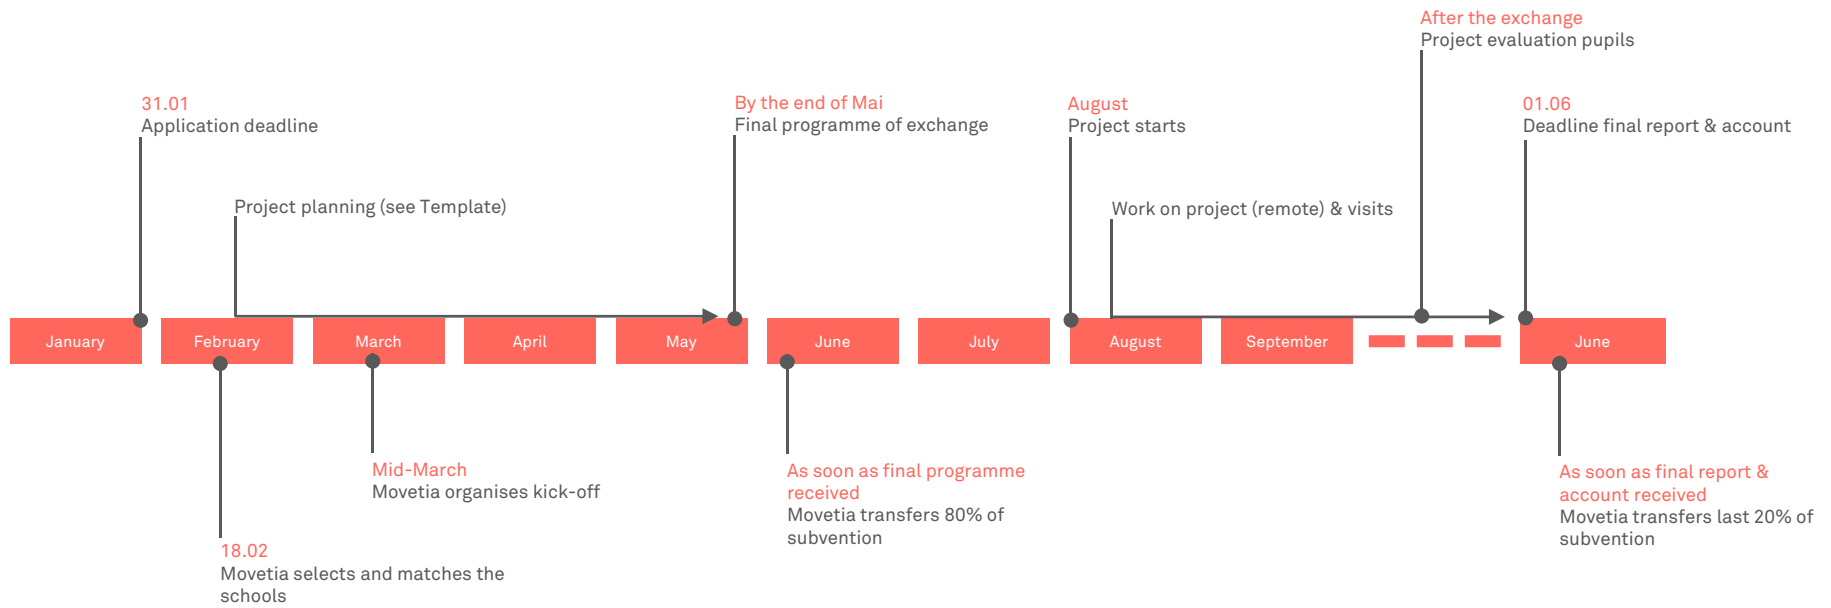 After the exchange
Project evaluation pupils
31.01
Application deadline
By the end of Mai
Final programme of exchange
August
Project starts
01.06
Deadline final report & account
Project planning (see Template)
Work on project (remote) & visits
January
February
March
April
May
June
July
August
September
June
Mid-March
Movetia organises kick-off
As soon as final programme
received
Movetia transfers 80% of
subvention
As soon as final report &
account received
Movetia transfers last 20% of
subvention
18.02
Movetia selects and matches the
schools